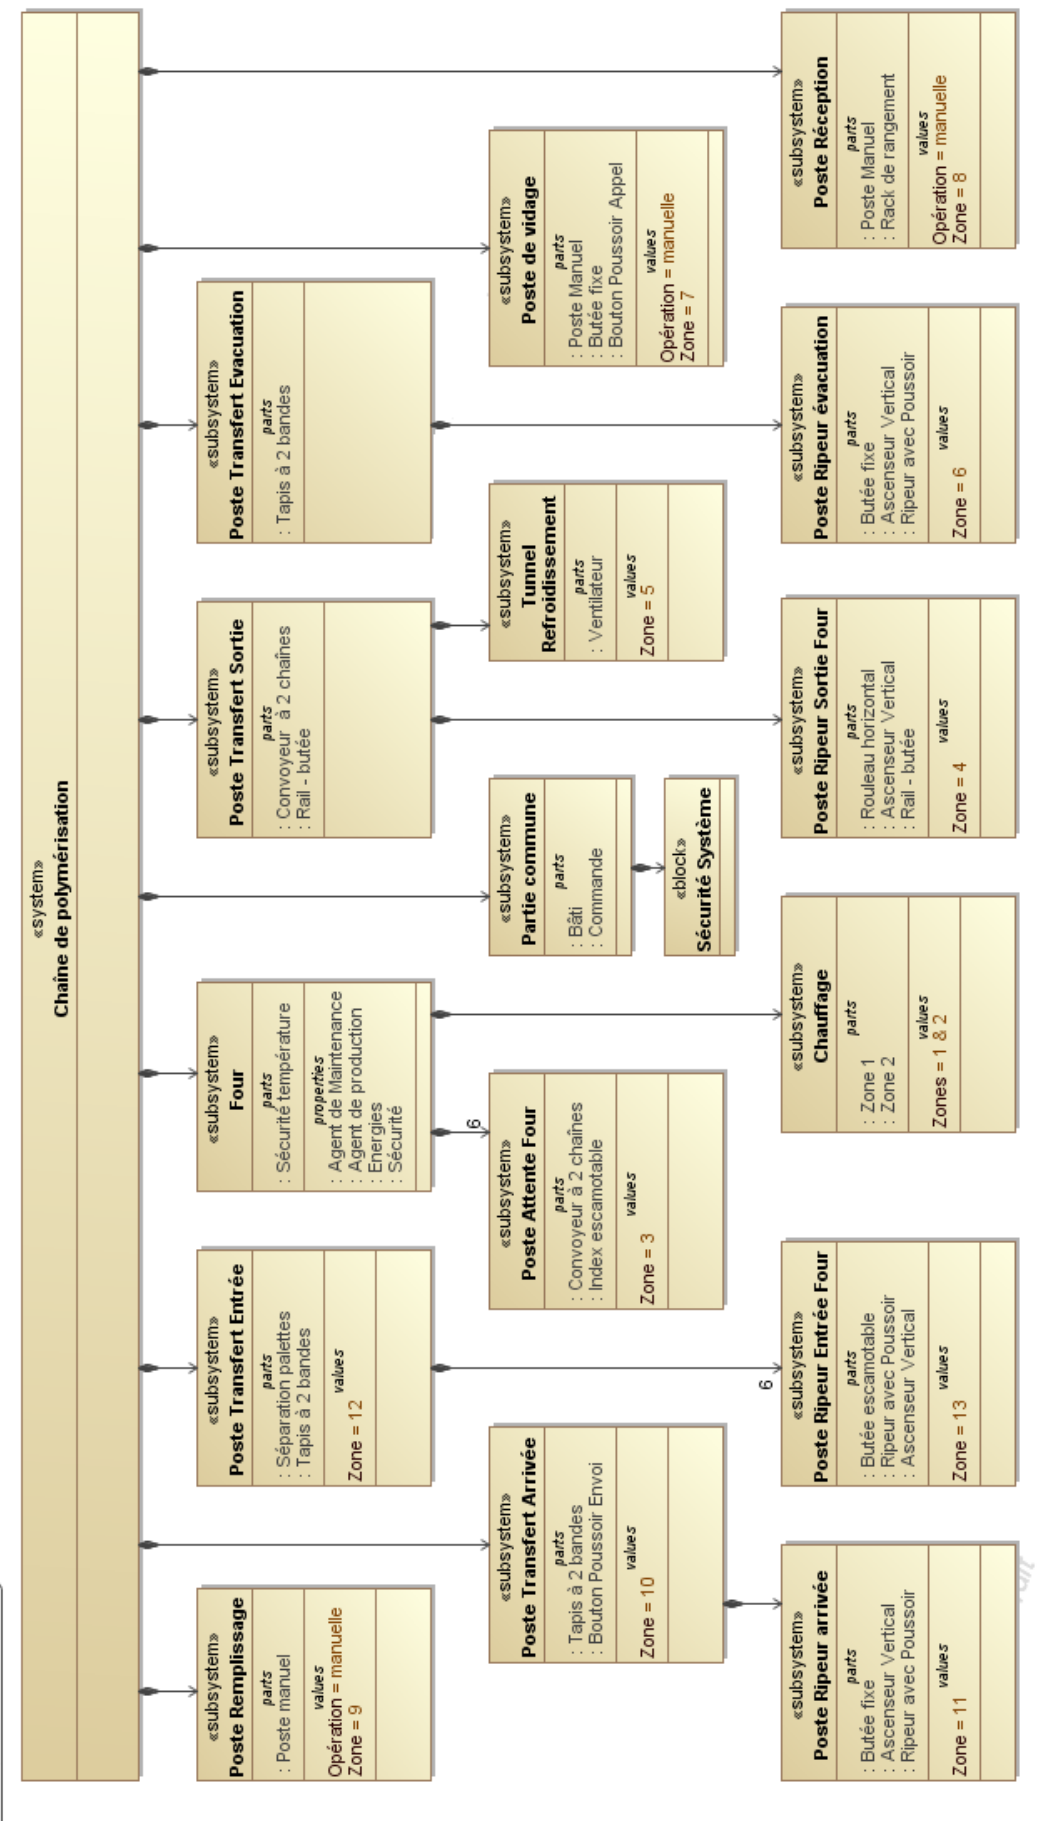 «system»
Chaîne de polymérisation
«subsystem»
Poste Remplissage
parts
: Poste manuel
values
Opération = manuelle
Zone = 9
«subsystem»
Poste Transfert Entrée
parts
: Séparation palettes
: Tapis à 2 bandes
values
Zone = 12
«subsystem»
Four
parts
: Sécurité température
properties
: Agent de Maintenance
: Agent de production
: Energies
: Sécurité
«subsystem»
Poste Transfert Sortie
parts
: Convoyeur à 2 chaînes
: Rail - butée
«subsystem»
Poste Transfert Evacuation
parts
: Tapis à 2 bandes
«subsystem»
Poste Transfert Arrivée
parts
: Tapis à 2 bandes
: Bouton Poussoir Envoi
values
Zone = 10
6
«subsystem»
Poste Attente Four
parts
: Convoyeur à 2 chaînes
: Index escamotable
values
Zone = 3
«subsystem»
Partie commune
parts
: Bâti
: Commande
«block»
Sécurité Système
«subsystem»
Tunnel
Refroidissement
parts
: Ventilateur
values
Zone = 5
«subsystem»
Poste de vidage
parts
: Poste Manuel
: Butée fixe
: Bouton Poussoir Appel
values
Opération = manuelle
Zone = 7
«subsystem»
Poste Ripeur arrivée
parts
: Butée fixe
: Ascenseur Vertical
: Ripeur avec Poussoir
values
Zone = 11
6
«subsystem»
Poste Ripeur Entrée Four
parts
: Butée escamotable
: Ripeur avec Poussoir
: Ascenseur Vertical
values
Zone = 13
«subsystem»
Chauffage
parts
: Zone 1
: Zone 2
values
Zones = 1 & 2
«subsystem»
Poste Ripeur Sortie Four
parts
: Rouleau horizontal
: Ascenseur Vertical
: Rail - butée
values
Zone = 4
«subsystem»
Poste Ripeur évacuation
parts
: Butée fixe
: Ascenseur Vertical
: Ripeur avec Poussoir
values
Zone = 6
«subsystem»
Poste Réception
parts
: Poste Manuel
: Rack de rangement
values
Opération = manuelle
Zone = 8